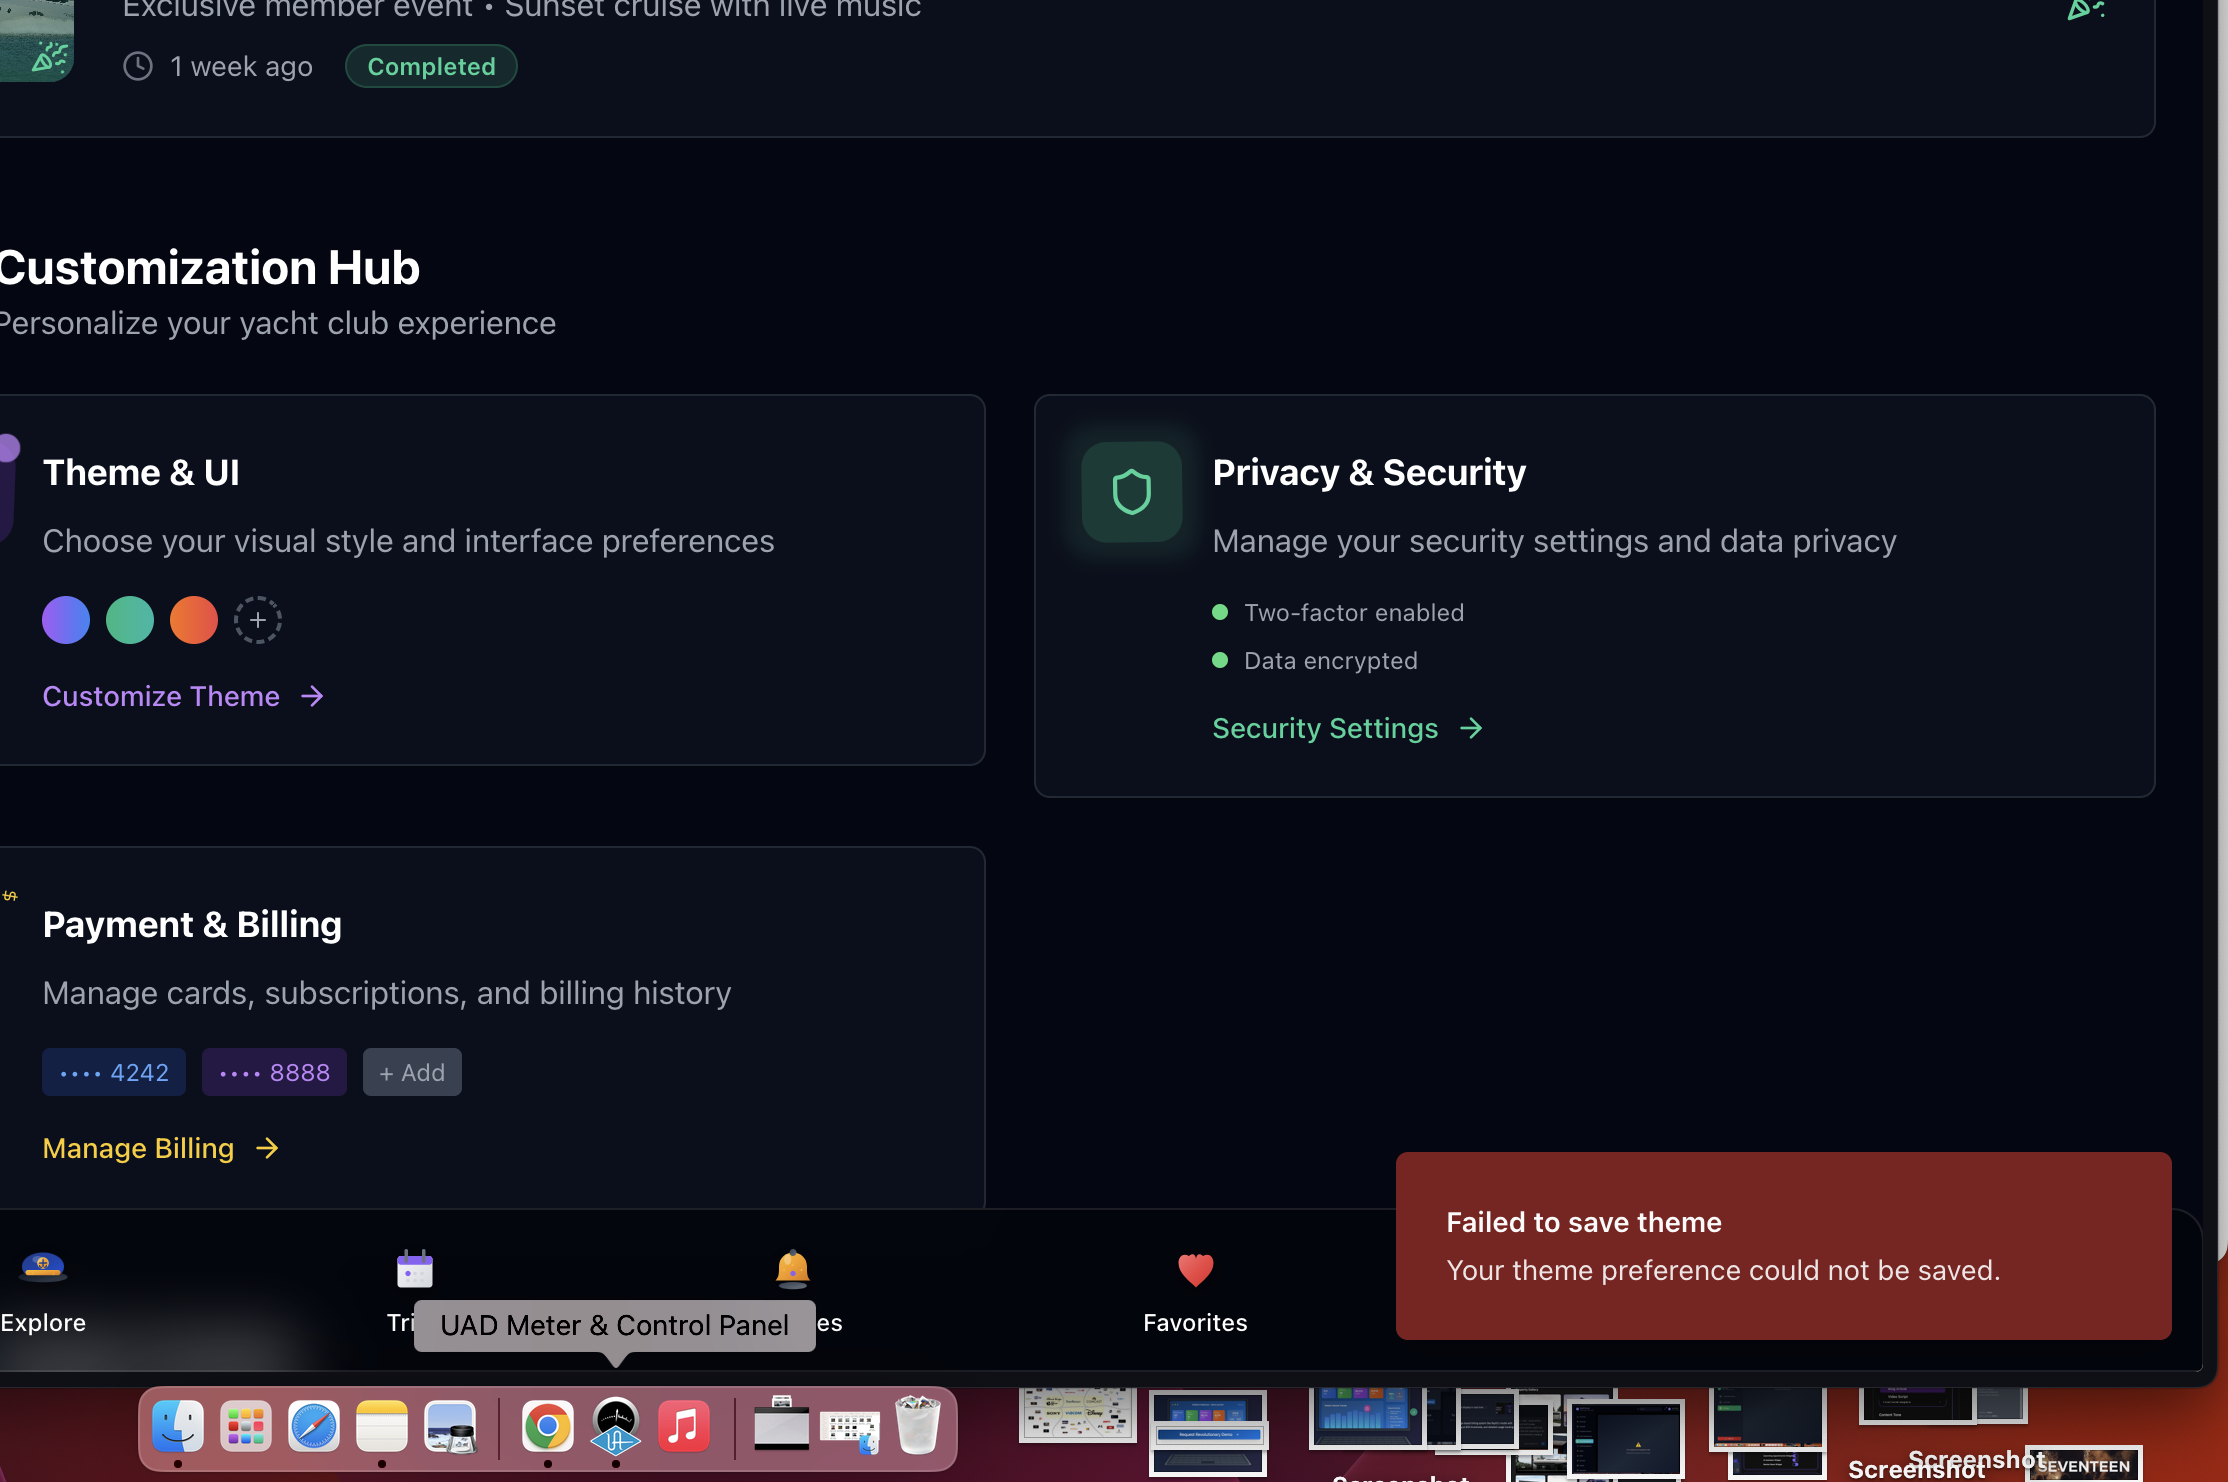 Exclusive member event • Sunset cruise with live music
1 week ago
Completed
Customization Hub
Personalize your yacht club experience
Theme & UI
Choose your visual style and interface preferences
+
Customize Theme →
Privacy & Security
Manage your security settings and data privacy
Two-factor enabled
Data encrypted
Security Settings →
$
Payment & Billing
Manage cards, subscriptions, and billing history
•••• 4242
•••• 8888
+ Add
Manage Billing →
Failed to save theme
Your theme preference could not be saved.
Explore
Tri
es
Favorites
UAD Meter & Control Panel
Request Revolutionary Demo
Screenshot
Screenshot
Screenshot
SEVENTEEN